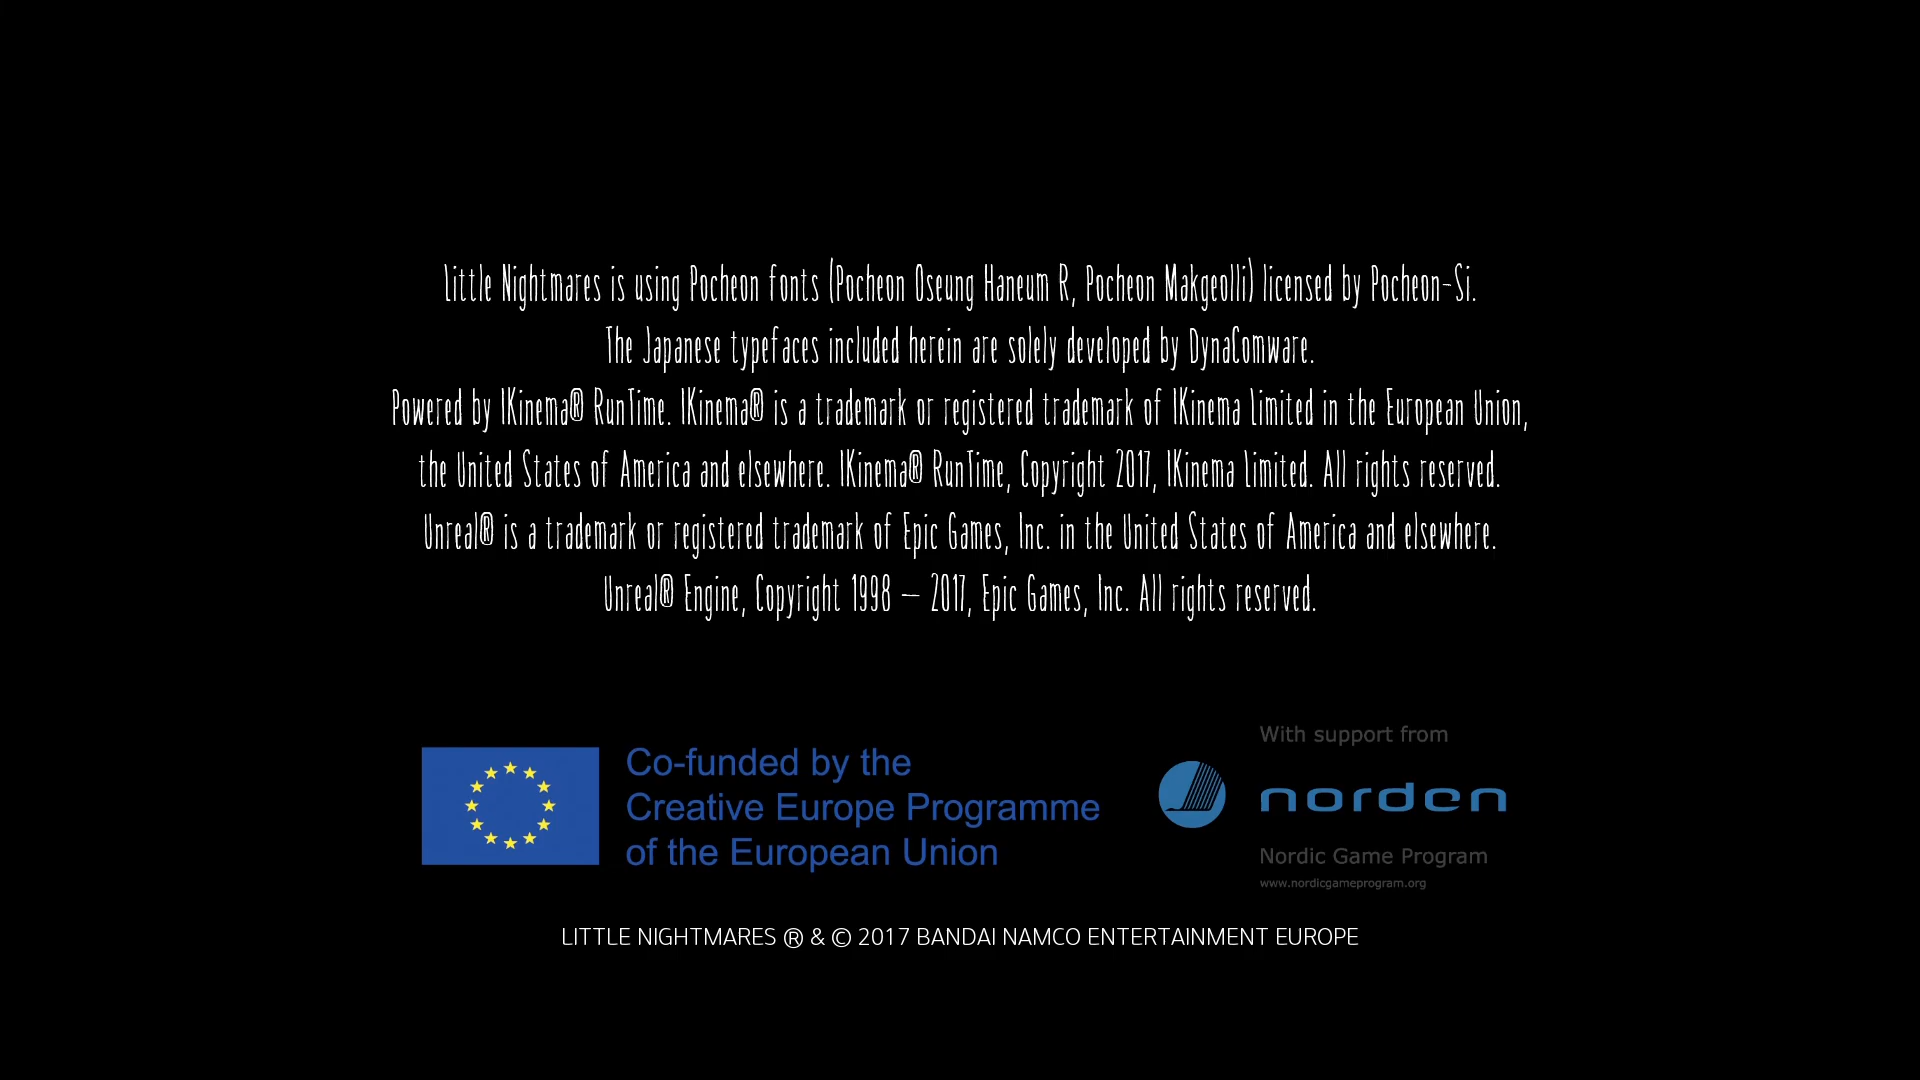 Little Nightmares is using Pocheon fonts (Pocheon Oseung Haneum R, Pocheon Makgeolli) licensed by Pocheon-Si.
The Japanese typefaces included herein are solely developed by DynaComware.
Powered by IKinema® RunTime. IKinema® is a trademark or registered trademark of IKinema Limited in the European Union,
the United States of America and elsewhere. IKinema® RunTime, Copyright 2017, IKinema Limited. All rights reserved.
Unreal® is a trademark or registered trademark of Epic Games, Inc. in the United States of America and elsewhere.
Unreal® Engine, Copyright 1998 – 2017, Epic Games, Inc. All rights reserved.
Co-funded by the
Creative Europe Programme
of the European Union
With support from
norden
Nordic Game Program
www.nordicgameprogram.org
LITTLE NIGHTMARES ® & © 2017 BANDAI NAMCO ENTERTAINMENT EUROPE